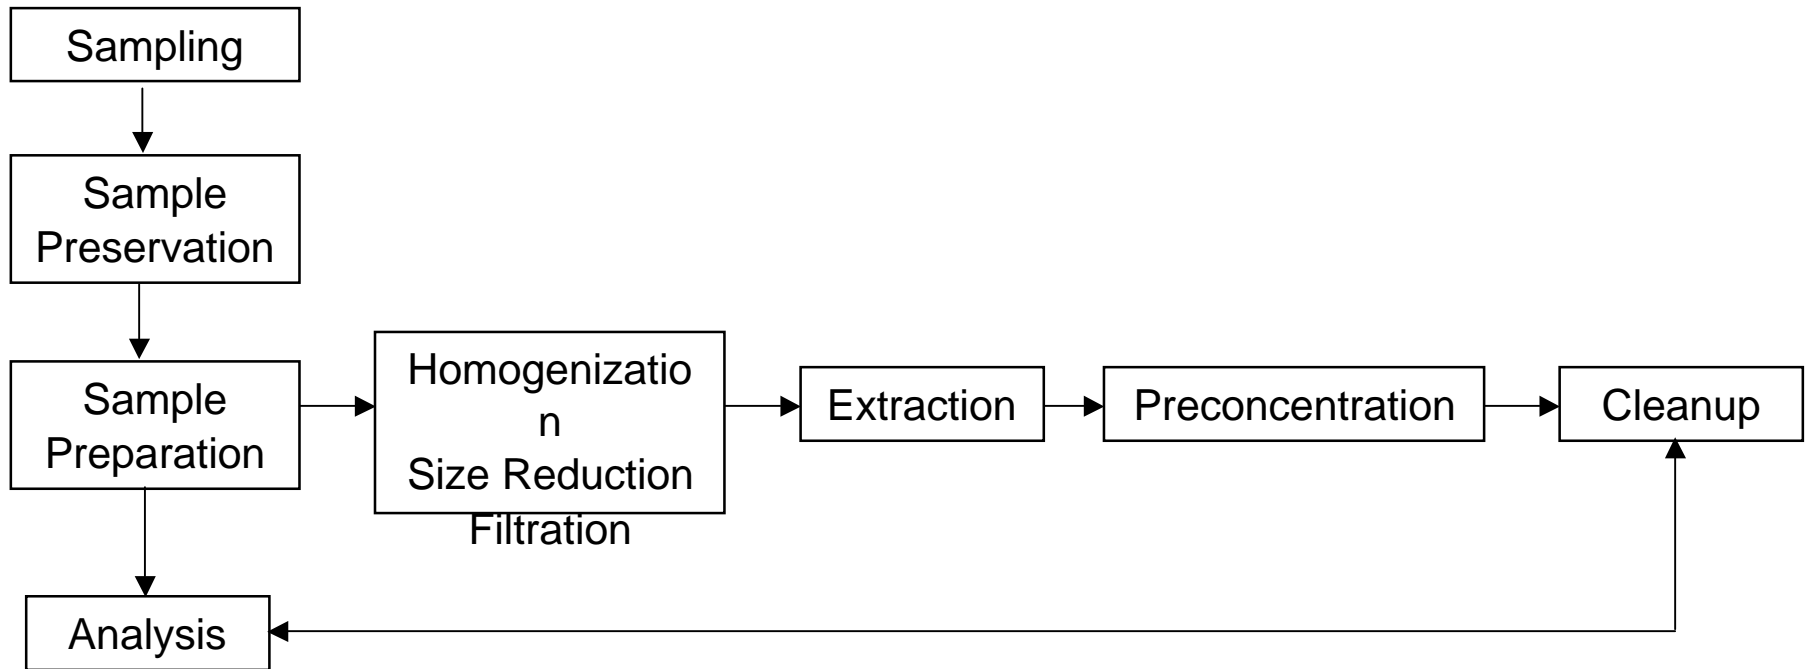 Sampling
Sample
Preservation
Sample
Preparation
Homogenizatio
n
Size Reduction
Filtration
Extraction
Preconcentration
Cleanup
Analysis